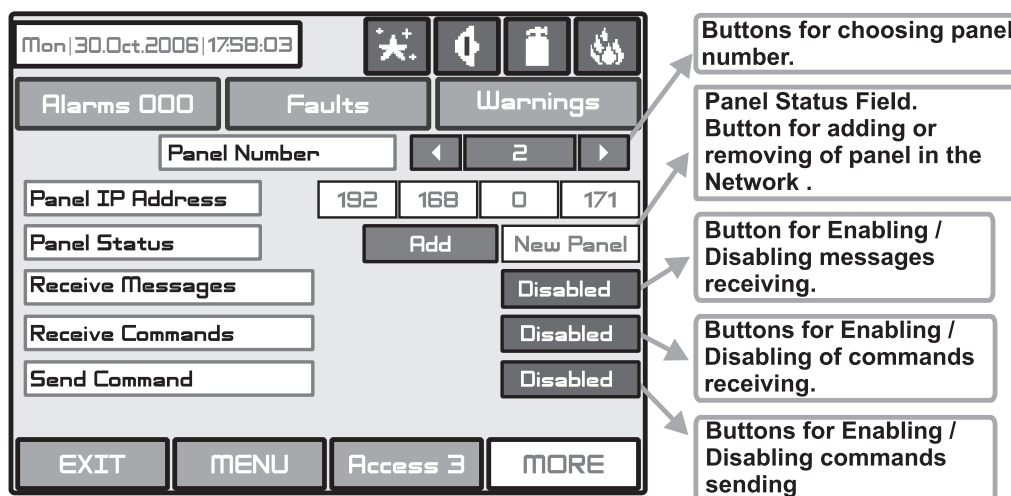 Mon|30.Oct.2006|17:58:03
Alarms 000 Faults Warnings
Panel Number 2
Panel IP Address 192 168 0 171
Panel Status Add New Panel
Receive Messages Disabled
Receive Commands Disabled
Send Command Disabled
EXIT MENU Access 3 MORE
Buttons for choosing panel
number.
Panel Status Field.
Button for adding or
removing of panel in the
Network .
Button for Enabling /
Disabling messages
receiving.
Buttons for Enabling /
Disabling of commands
receiving.
Buttons for Enabling /
Disabling commands
sending